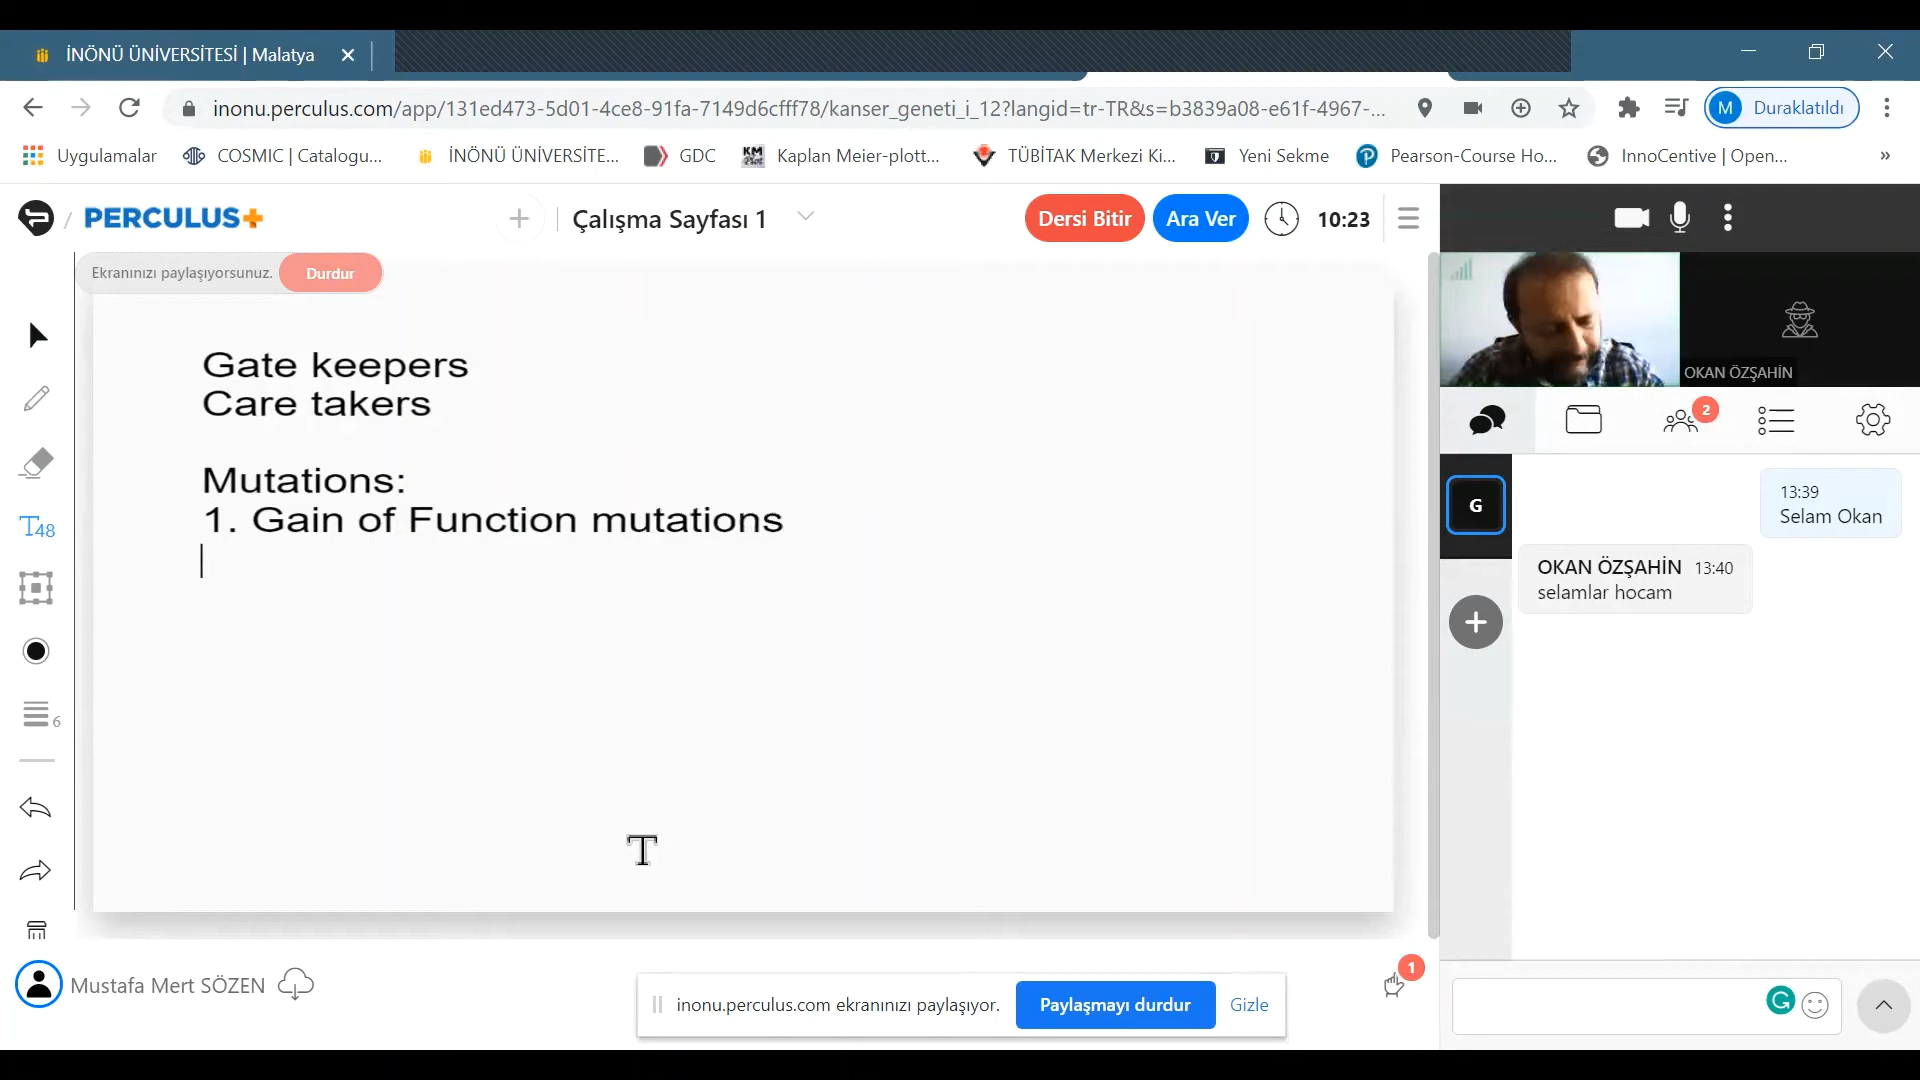 İNÖNÜ ÜNİVERSİTESİ | Malatya
inonu.perculus.com/app/131ed473-5d01-4ce8-91fa-7149d6cfff78/kanser_geneti_i_12?langid=tr-TR&s=b3839a08-e61f-4967-...
M Duraklatıldı
Uygulamalar COSMIC | Catalogu... İNÖNÜ ÜNİVERSİTE... GDC KM Plot Kaplan Meier-plott... TÜBİTAK Merkezi Ki... Yeni Sekme Pearson-Course Ho... InnoCentive | Open... »
/ PERCULUS+
Çalışma Sayfası 1
Dersi Bitir
Ara Ver
10:23
Ekranınızı paylaşıyorsunuz. Durdur
Gate keepers
Care takers
Mutations:
1. Gain of Function mutations
T48
6
OKAN ÖZŞAHİN
2
G
13:39
Selam Okan
OKAN ÖZŞAHİN 13:40
selamlar hocam
Mustafa Mert SÖZEN
inonu.perculus.com ekranınızı paylaşıyor. Paylaşmayı durdur Gizle
1